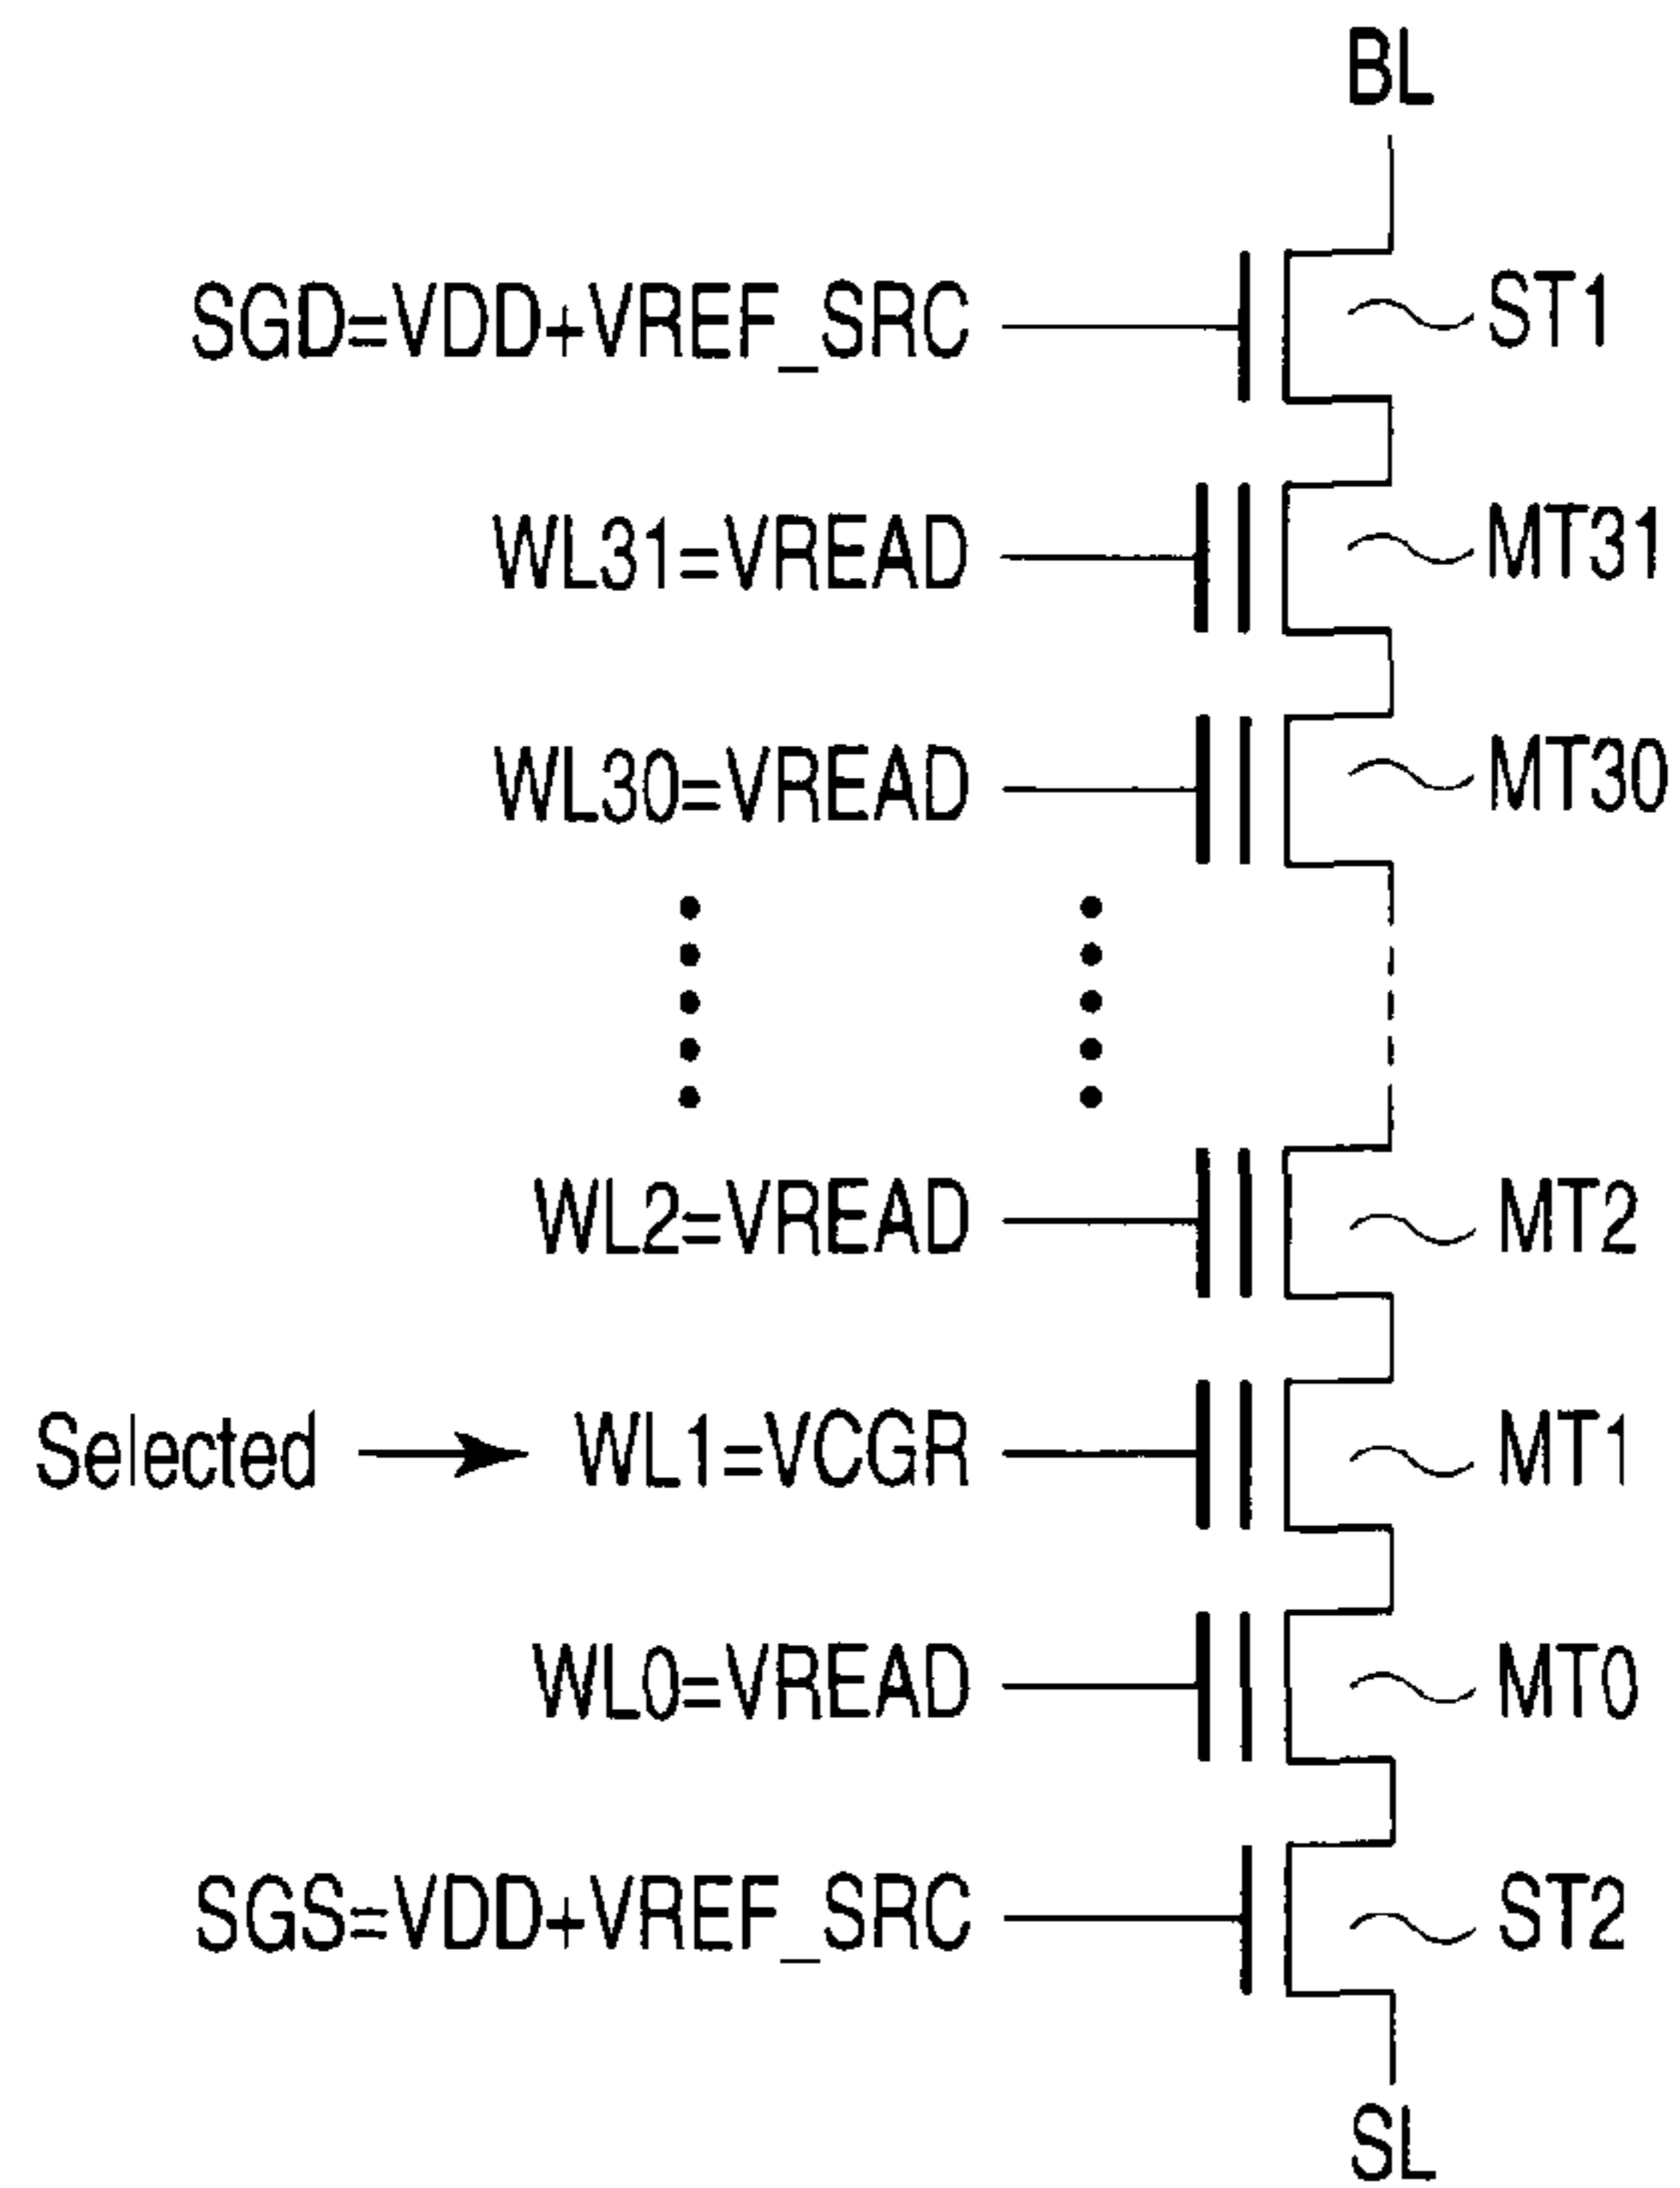 BL
SGD=VDD+VREF_SRC ST1
WL31=VREAD MT31
WL30=VREAD MT30
WL2=VREAD MT2
Selected WL1=VCGR MT1
WL0=VREAD MT0
SGS=VDD+VREF_SRC ST2
SL